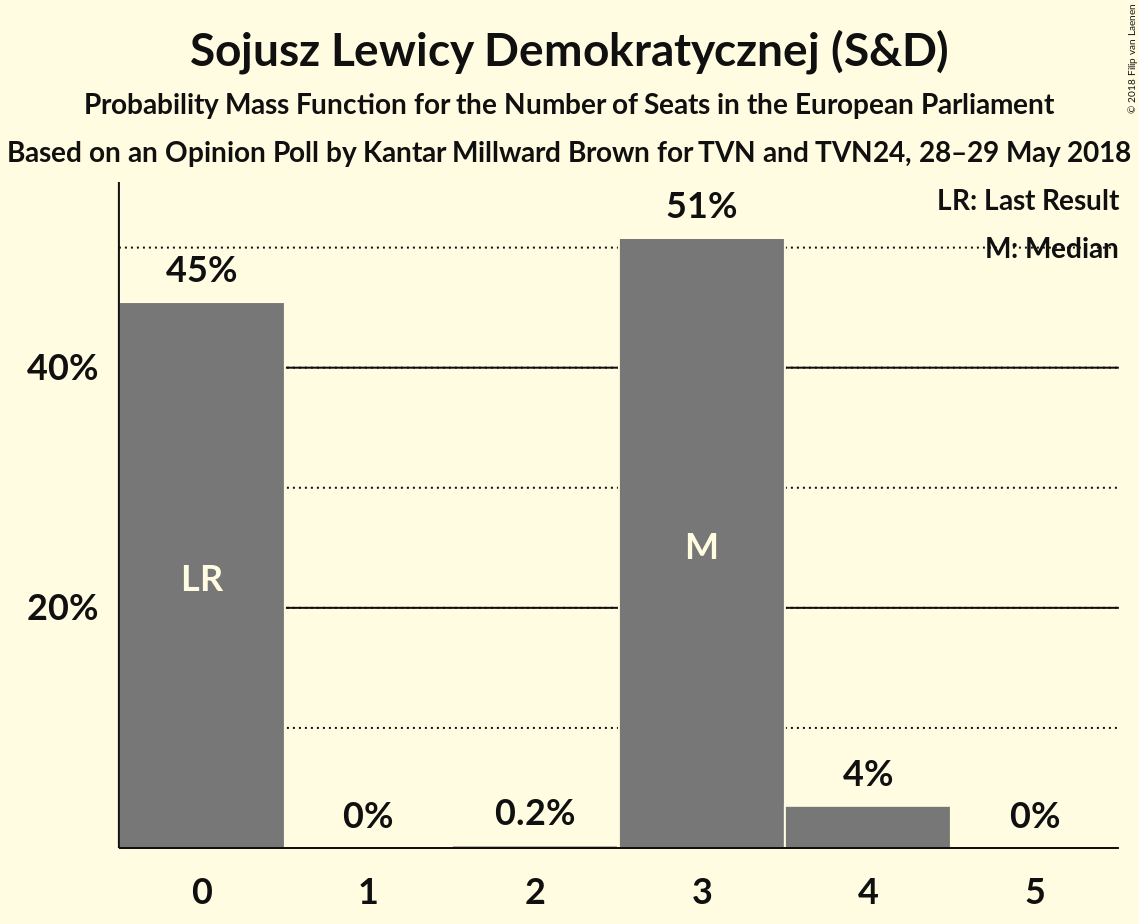 Sojusz Lewicy Demokratycznej (S&D)
Probability Mass Function for the Number of Seats in the European Parliament
Based on an Opinion Poll by Kantar Millward Brown for TVN and TVN24, 28–29 May 2018
© 2018 Filip van Laenen
LR: Last Result
M: Median
51%
45%
40%
M
LR
20%
4%
0%
0.2%
0%
0
1
2
3
4
5